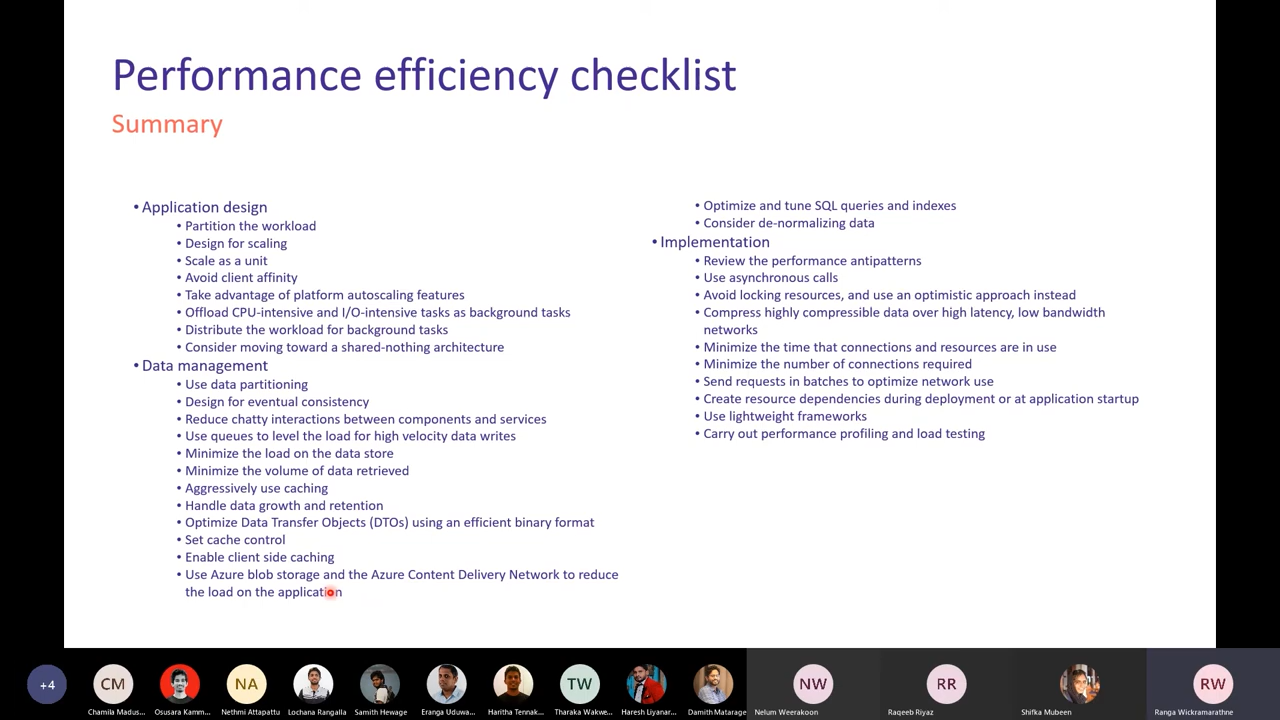 Performance efficiency checklist
Summary
• Application design
• Partition the workload
• Design for scaling
• Scale as a unit
• Avoid client affinity
• Take advantage of platform autoscaling features
• Offload CPU-intensive and I/O-intensive tasks as background tasks
• Distribute the workload for background tasks
• Consider moving toward a shared-nothing architecture
• Data management
• Use data partitioning
• Design for eventual consistency
• Reduce chatty interactions between components and services
• Use queues to level the load for high velocity data writes
• Minimize the load on the data store
• Minimize the volume of data retrieved
• Aggressively use caching
• Handle data growth and retention
• Optimize Data Transfer Objects (DTOs) using an efficient binary format
• Set cache control
• Enable client side caching
• Use Azure blob storage and the Azure Content Delivery Network to reduce
the load on the application
• Optimize and tune SQL queries and indexes
• Consider de-normalizing data
• Implementation
• Review the performance antipatterns
• Use asynchronous calls
• Avoid locking resources, and use an optimistic approach instead
• Compress highly compressible data over high latency, low bandwidth
networks
• Minimize the time that connections and resources are in use
• Minimize the number of connections required
• Send requests in batches to optimize network use
• Create resource dependencies during deployment or at application startup
• Use lightweight frameworks
• Carry out performance profiling and load testing
+4 CM NA TW NW RR RW
Chamila Madus... Osusara Kamm... Nethmi Attapattu Lochana Rangalla Samith Hewage Eranga Uduwa... Haritha Tennak... Tharaka Wakwe... Haresh Liyanar... Damith Matarage Nelum Weerakoon Raqeeb Riyaz Shifka Mubeen Ranga Wickramarathne